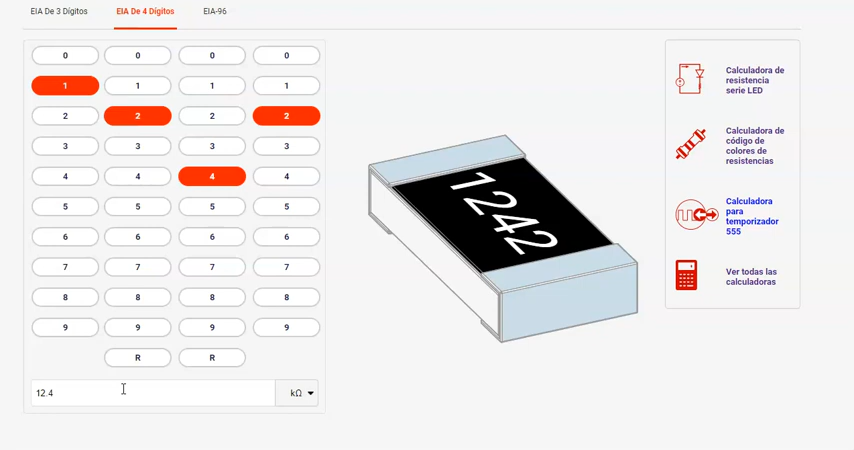 EIA De 3 Dígitos EIA De 4 Dígitos EIA-96
0 0 0 0
1 1 1 1
2 2 2 2
3 3 3 3
4 4 4 4
5 5 5 5
6 6 6 6
7 7 7 7
8 8 8 8
9 9 9 9
R R
12.4 kΩ
1242
Calculadora de
resistencia
serie LED
Calculadora de
código de
colores de
resistencias
Calculadora
para
temporizador
555
Ver todas las
calculadoras